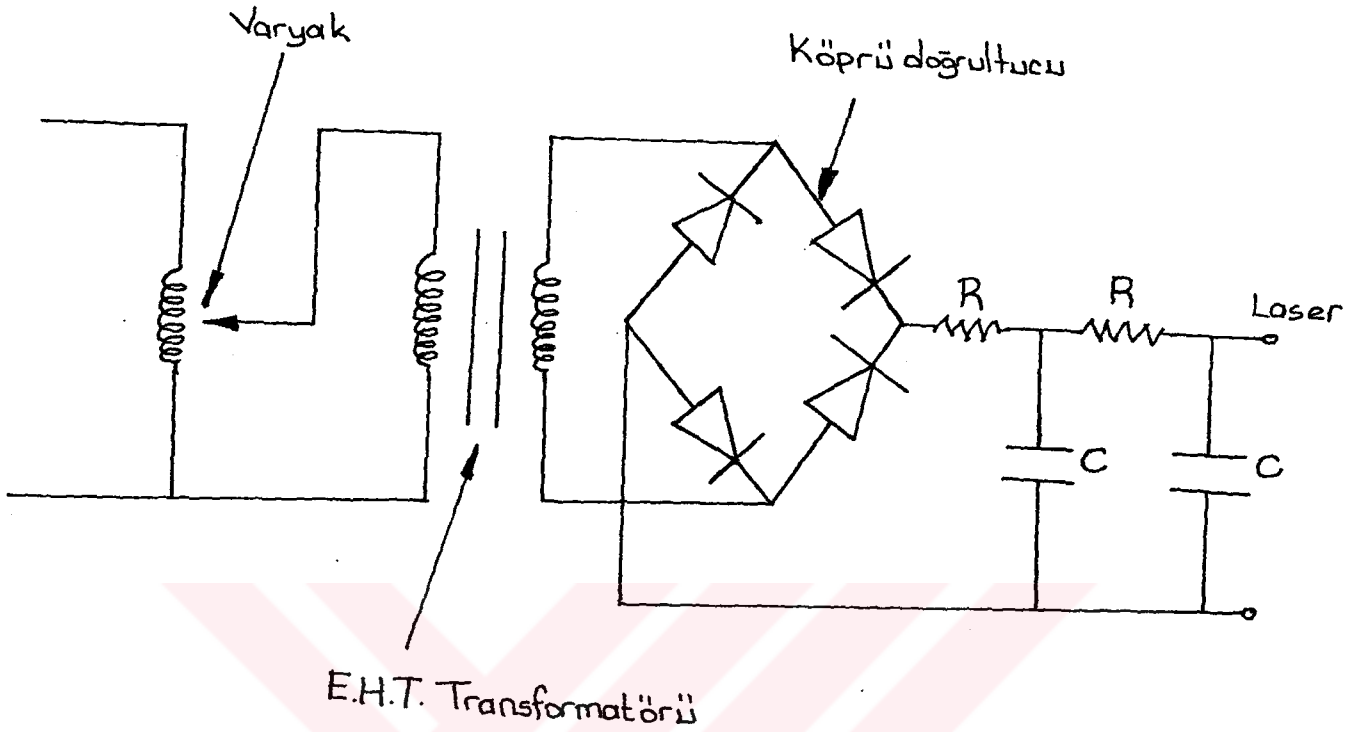 Varyak
Köprü doğrultucu
R
R
Laser
C
C
E.H.T. Transformatörü